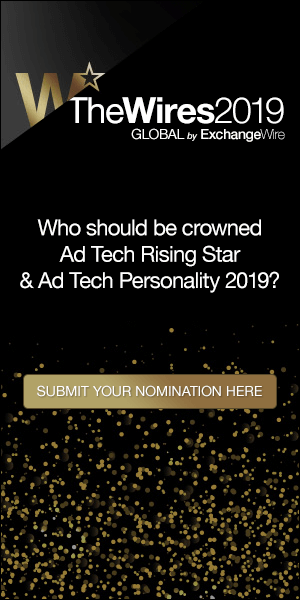 W
TheWires2019
GLOBAL by ExchangeWire
Who should be crowned
Ad Tech Rising Star
& Ad Tech Personality 2019?
SUBMIT YOUR NOMINATION HERE